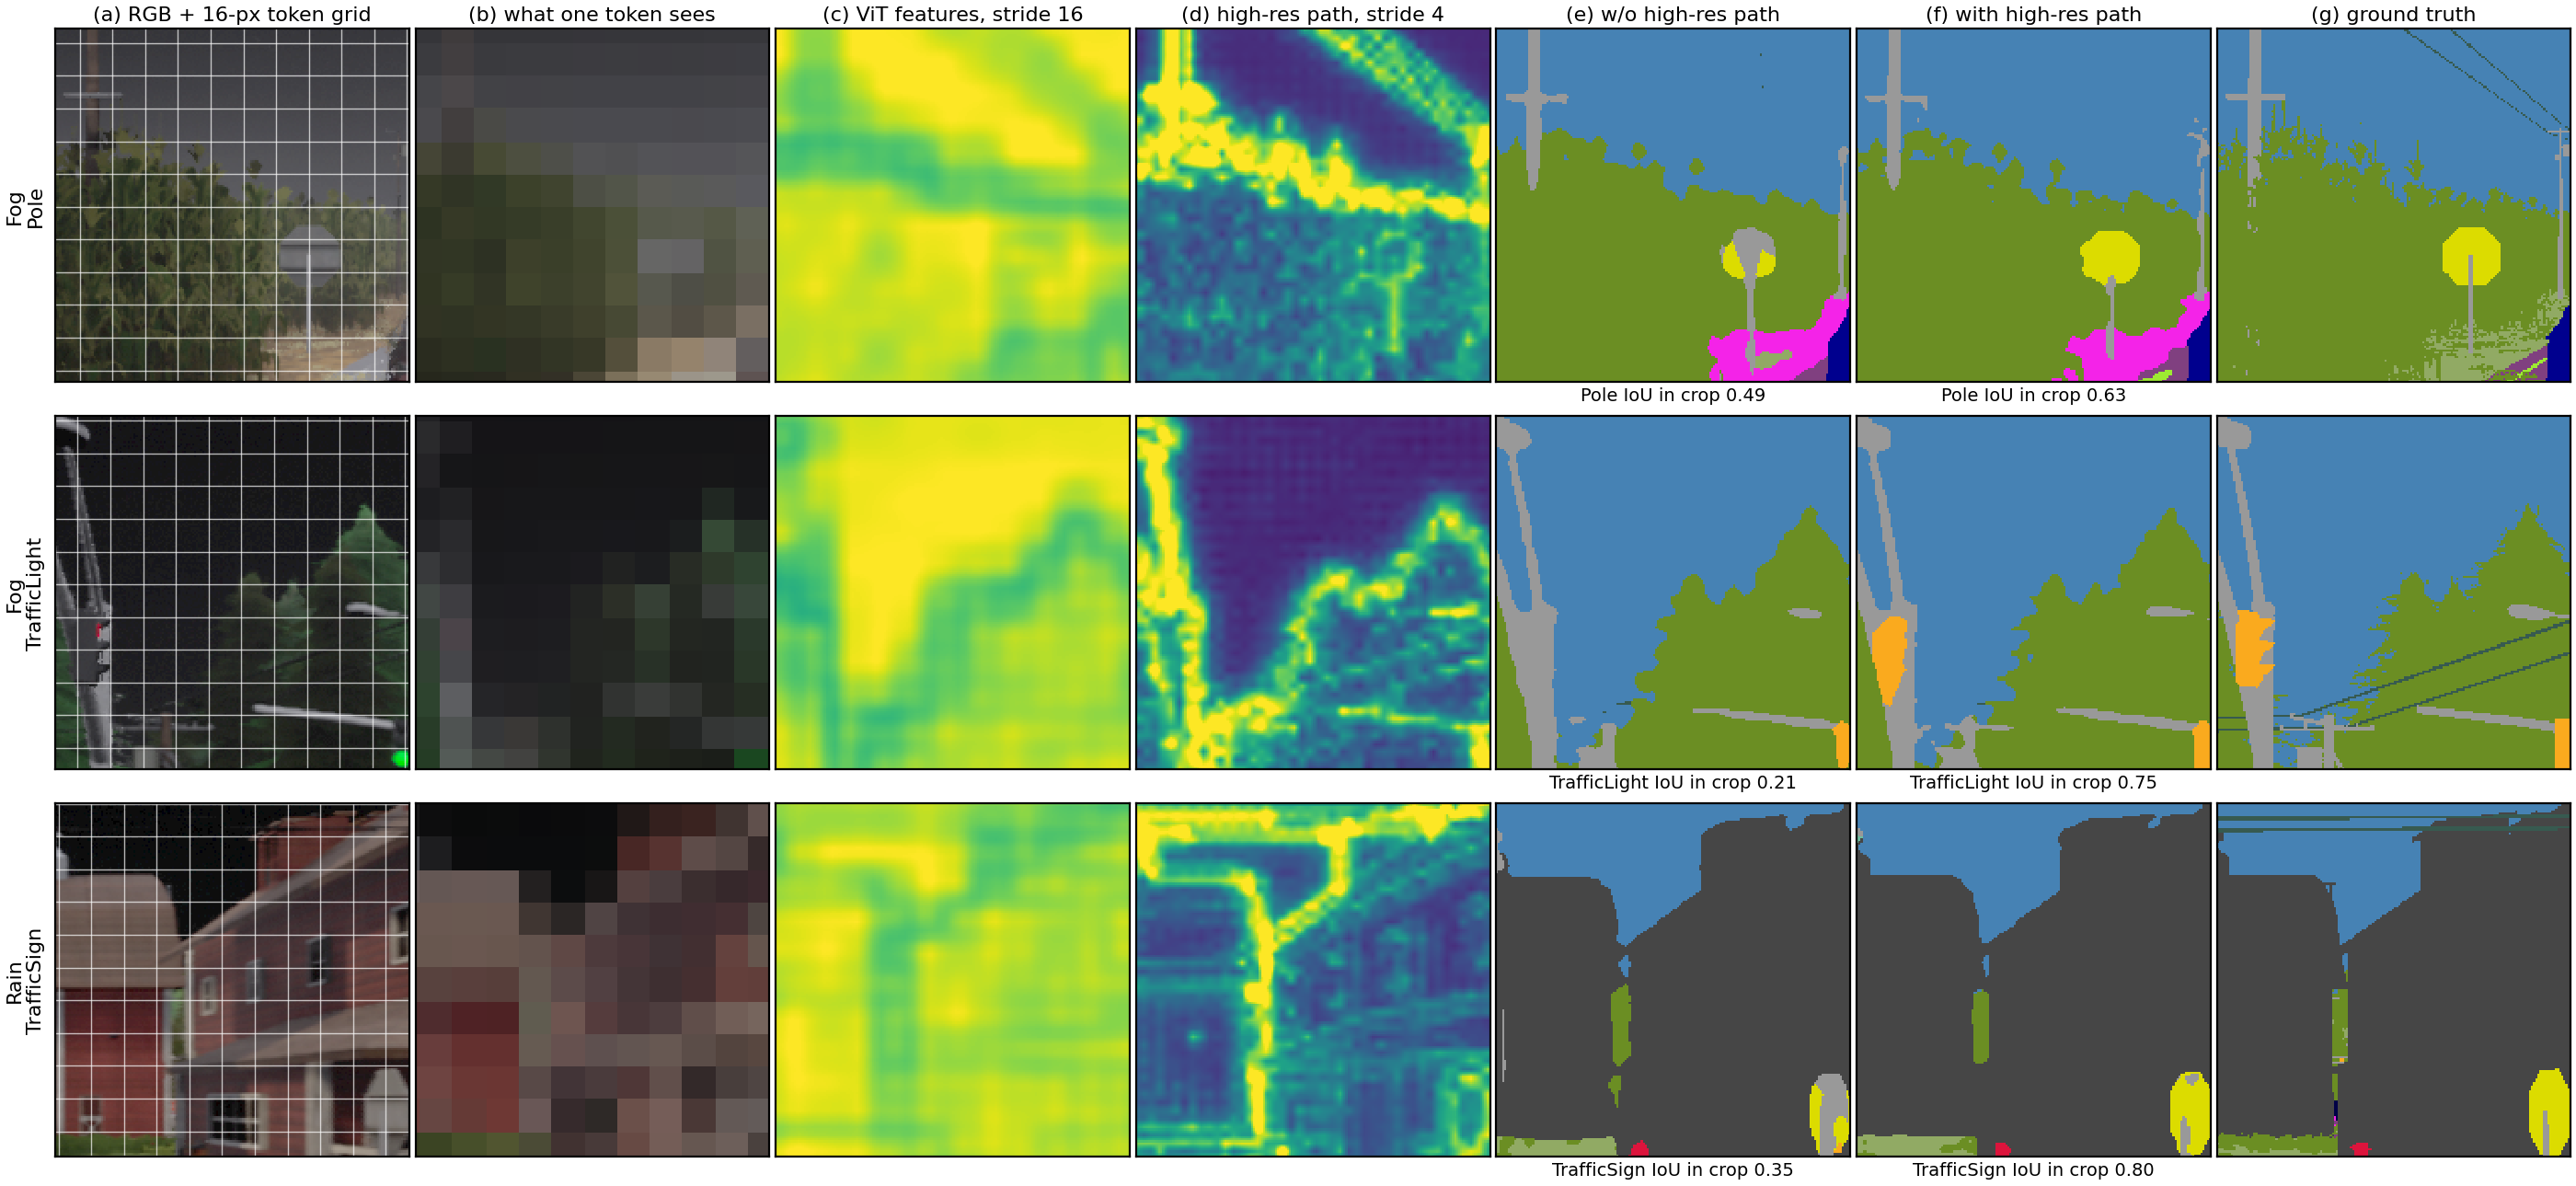 (a) RGB + 16-px token grid
(b) what one token sees
(c) ViT features, stride 16
(d) high-res path, stride 4
(e) w/o high-res path
(f) with high-res path
(g) ground truth
Fog
Pole
Pole IoU in crop 0.49
Pole IoU in crop 0.63
Fog
TrafficLight
TrafficLight IoU in crop 0.21
TrafficLight IoU in crop 0.75
Rain
TrafficSign
TrafficSign IoU in crop 0.35
TrafficSign IoU in crop 0.80